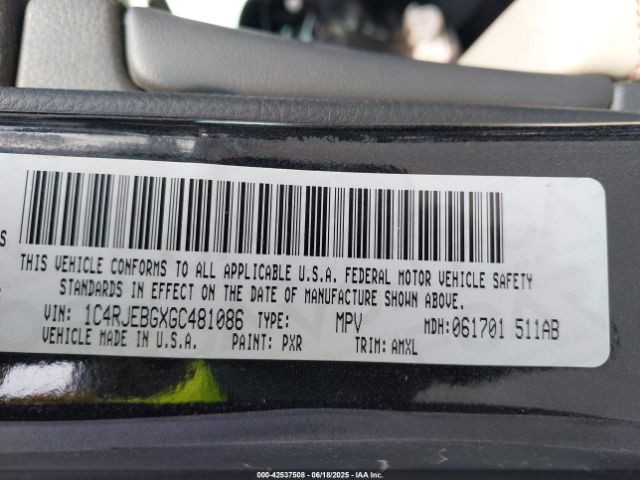 S
THIS VEHICLE CONFORMS TO ALL APPLICABLE U.S.A. FEDERAL MOTOR VEHICLE SAFETY
STANDARDS IN EFFECT ON THE DATE OF MANUFACTURE SHOWN ABOVE.
VIN: 1C4RJEBGXGC481086 TYPE: MPV MDH: 061701 511AB
VEHICLE MADE IN U.S.A. PAINT: PXR TRIM: AMXL
000-42537508 - 06/18/2025 - IAA Inc.